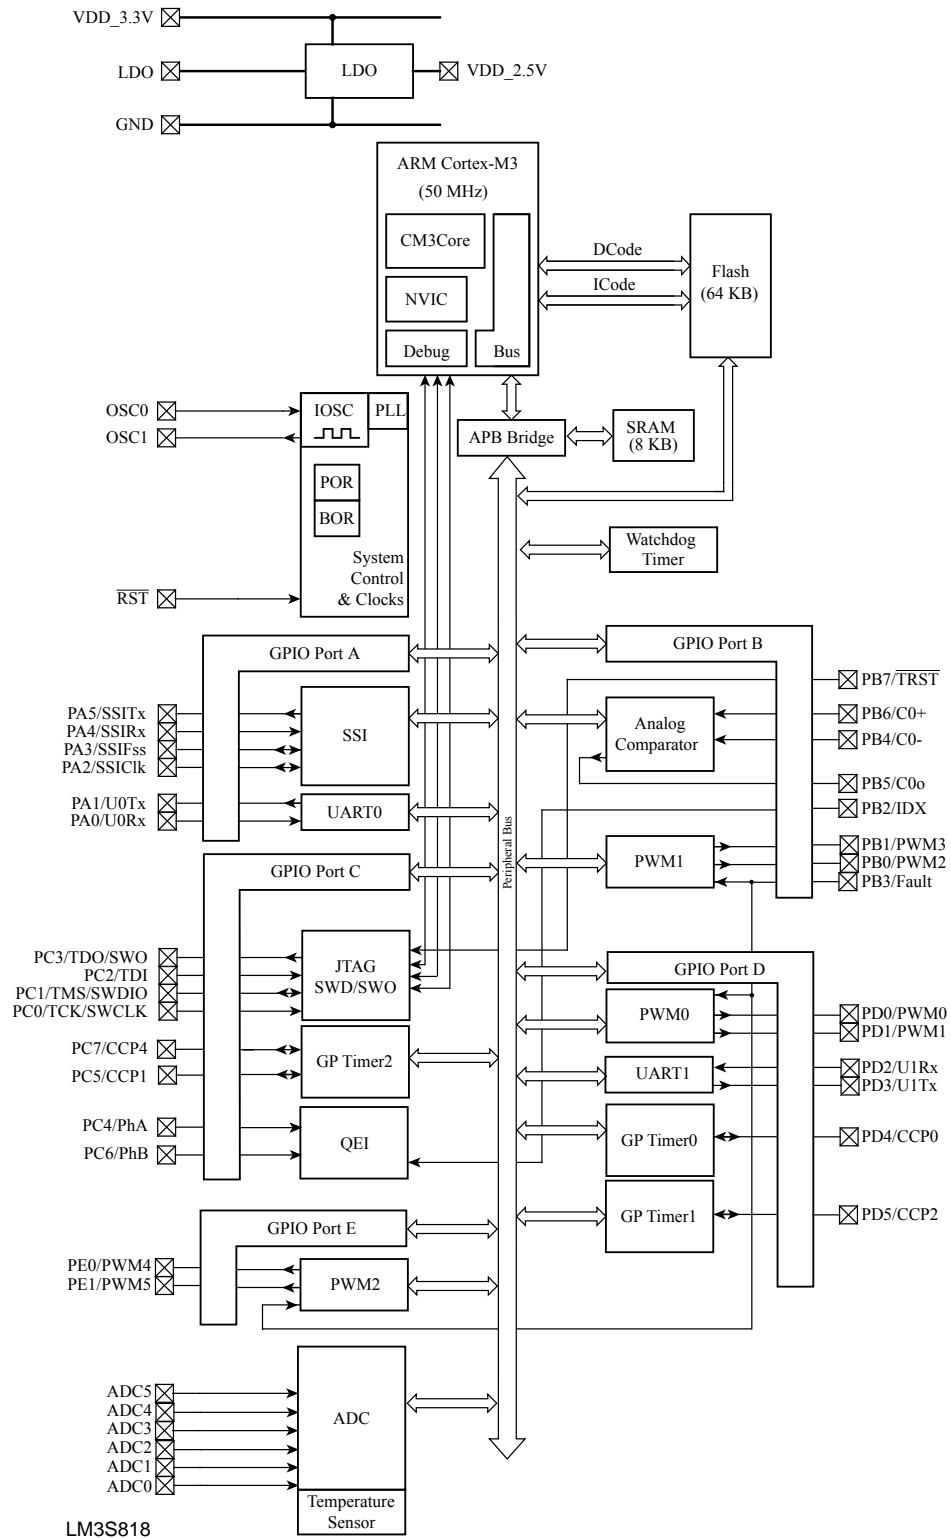 VDD_3.3V
LDO
LDO
VDD_2.5V
GND
ARM Cortex-M3
(50 MHz)
CM3Core
NVIC
Debug
Bus
DCode
ICode
Flash
(64 KB)
OSC0
OSC1
IOSC
PLL
POR
BOR
System
Control
& Clocks
RST
APB Bridge
SRAM
(8 KB)
Watchdog
Timer
Peripheral Bus
GPIO Port A
PA5/SSITx
PA4/SSIRx
PA3/SSIFss
PA2/SSIClk
SSI
PA1/U0Tx
PA0/U0Rx
UART0
GPIO Port B
PB7/TRST
PB6/C0+
PB4/C0-
Analog
Comparator
PB5/C0o
PB2/IDX
PWM1
PB1/PWM3
PB0/PWM2
PB3/Fault
GPIO Port C
PC3/TDO/SWO
PC2/TDI
PC1/TMS/SWDIO
PC0/TCK/SWCLK
JTAG
SWD/SWO
PC7/CCP4
PC5/CCP1
GP Timer2
PC4/PhA
PC6/PhB
QEI
GPIO Port D
PWM0
PD0/PWM0
PD1/PWM1
UART1
PD2/U1Rx
PD3/U1Tx
GP Timer0
PD4/CCP0
GP Timer1
PD5/CCP2
GPIO Port E
PE0/PWM4
PE1/PWM5
PWM2
ADC5
ADC4
ADC3
ADC2
ADC1
ADC0
ADC
Temperature
Sensor
LM3S818